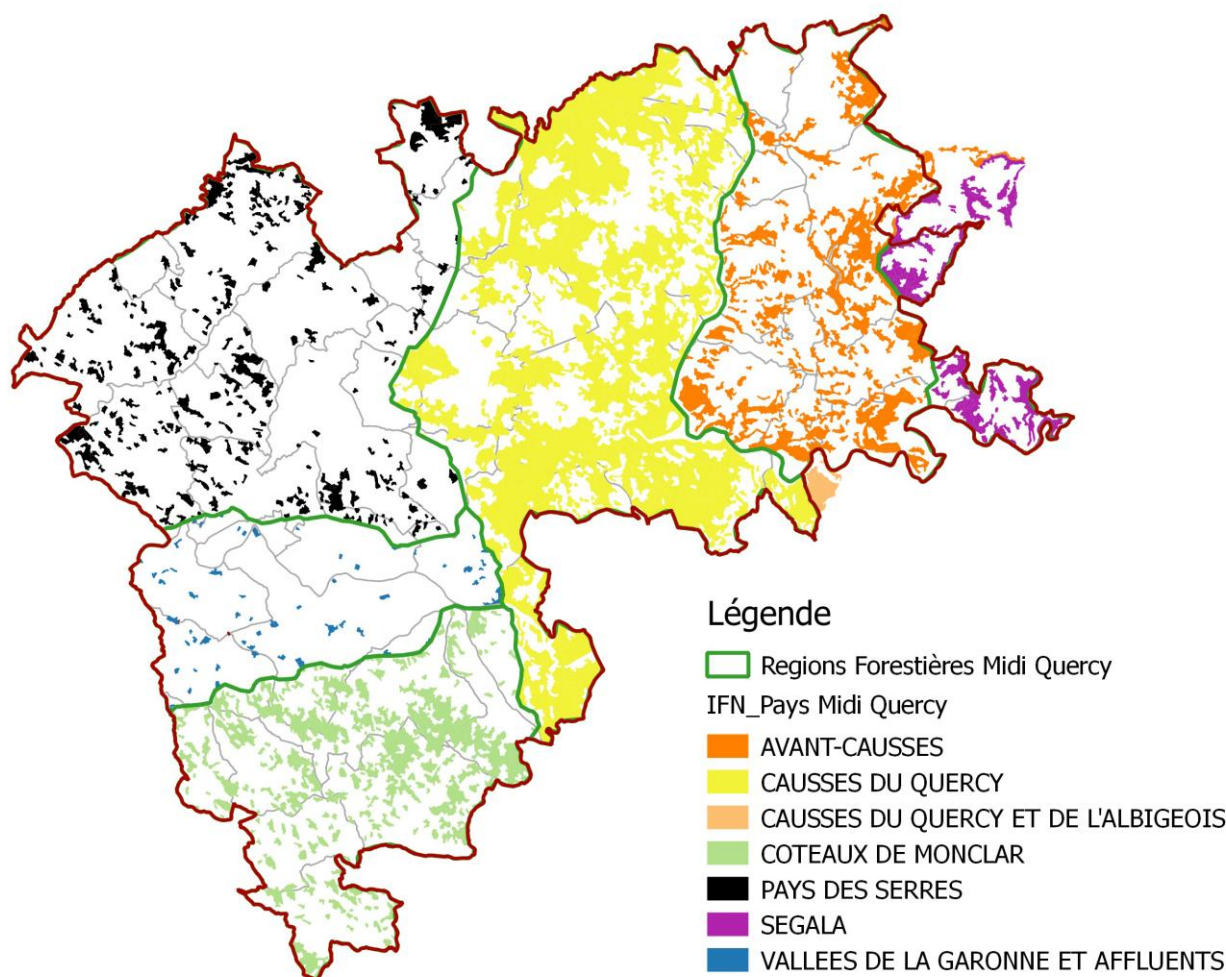 Légende
Regions Forestières Midi Quercy
IFN_Pays Midi Quercy
AVANT-CAUSSES
CAUSSES DU QUERCY
CAUSSES DU QUERCY ET DE L'ALBIGEOIS
COTEAUX DE MONCLAR
PAYS DES SERRES
SEGALA
VALLEES DE LA GARONNE ET AFFLUENTS